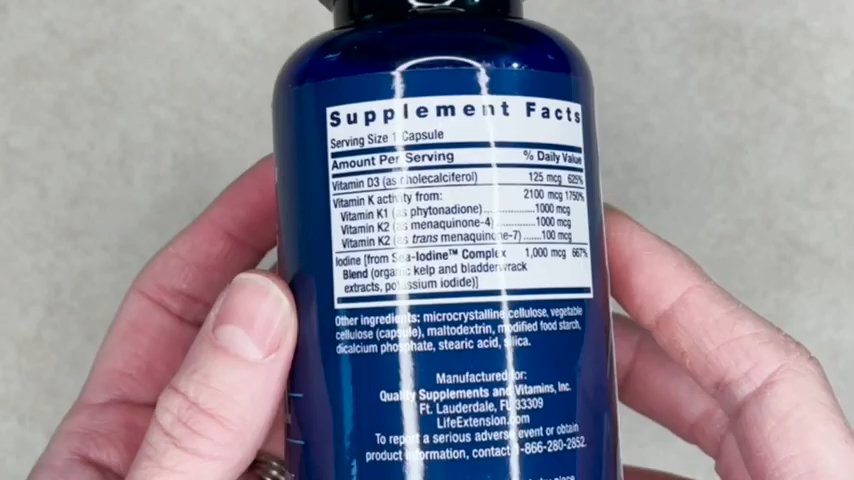 Supplement Facts
Serving Size 1 Capsule
Amount Per Serving % Daily Value
Vitamin D3 (as cholecalciferol) 125 mcg 625%
Vitamin K activity from: 2100 mcg 1750%
Vitamin K1 (as phytonadione)..............1000 mcg
Vitamin K2 (as menaquinone-4)............1000 mcg
Vitamin K2 (as trans menaquinone-7)......100 mcg
Iodine [from Sea-Iodine™ Complex 1,000 mcg 667%
Blend (organic kelp and bladderwrack
extracts, potassium iodide)]
Other ingredients: microcrystalline cellulose, vegetable
cellulose (capsule), maltodextrin, modified food starch,
dicalcium phosphate, stearic acid, silica.
Manufactured for:
Quality Supplements and Vitamins, Inc.
Ft. Lauderdale, FL 33309
LifeExtension.com
To report a serious adverse event or obtain
product information, contact 1-866-280-2852.
place